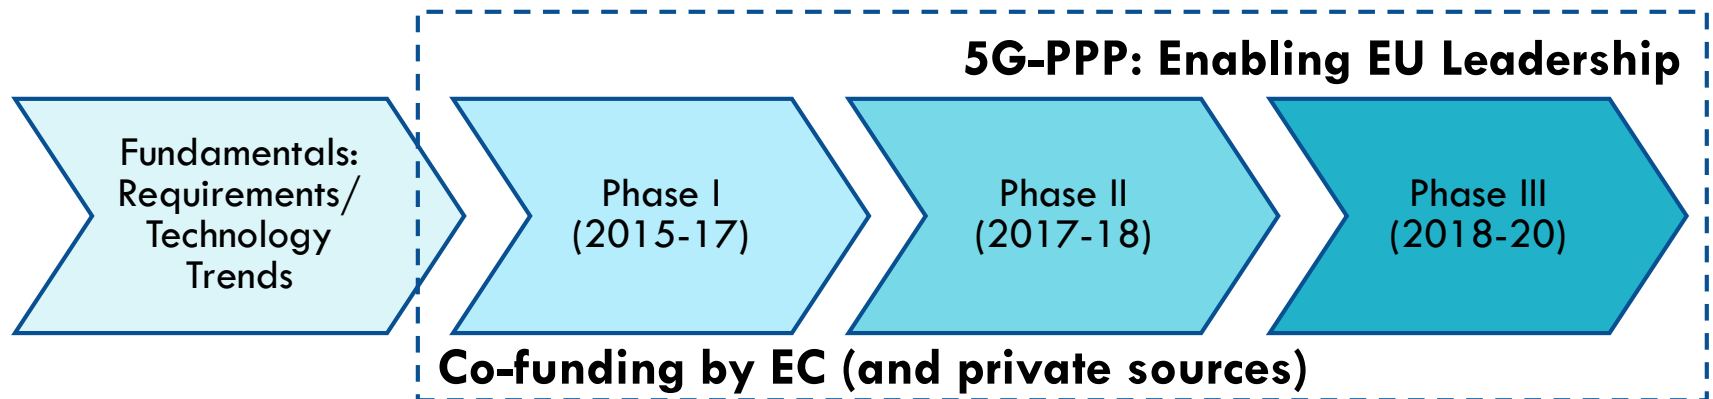 5G-PPP: Enabling EU Leadership
Fundamentals:
Requirements/
Technology
Trends
Phase I
(2015-17)
Phase II
(2017-18)
Phase III
(2018-20)
Co-funding by EC (and private sources)